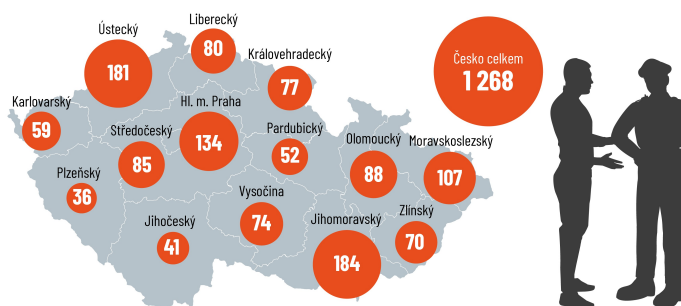 Liberecký
80
Ústecký
181
Královehradecký
77
Česko celkem
1 268
Karlovarský
59
Hl. m. Praha
134
Středočeský
85
Pardubický
52
Olomoucký
88
Moravskoslezský
107
Plzeňský
36
Vysočina
74
Jihočeský
41
Jihomoravský
184
Zlínský
70